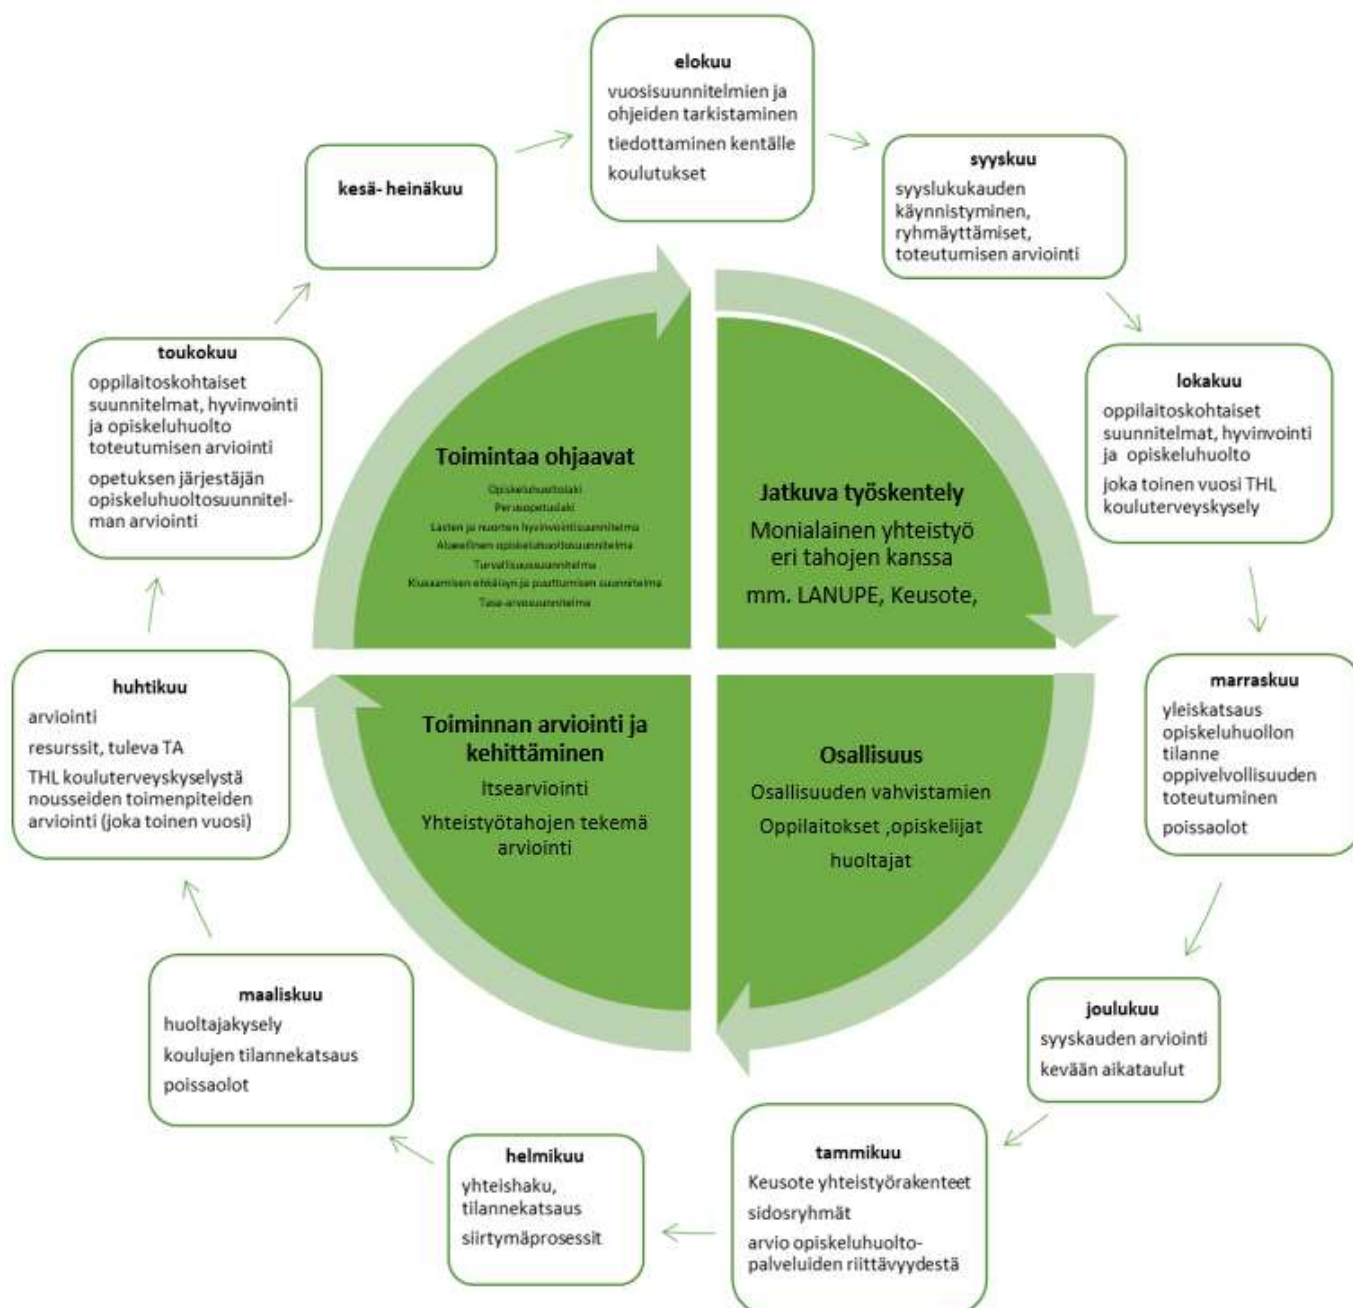 elokuu
vuosisuunnitelmien ja
ohjeiden tarkistaminen
tiedottaminen kentälle
koulutukset
syyskuu
syyslukukauden
käynnistyminen,
ryhmäyttämiset,
toteutumisen arviointi
lokakuu
oppilaitoskohtaiset
suunnitelmat, hyvinvointi
ja opiskeluhuolto
joka toinen vuosi THL
kouluterveyskysely
marraskuu
yleiskatsaus
opiskeluhuollon
tilanne
oppivelvollisuuden
toteutuminen
poissaolot
joulukuu
syyskauden arviointi
kevään aikataulut
tammikuu
Keusote yhteistyörakenteet
sidosryhmät
arvio opiskeluhuolto-
palveluiden riittävyydestä
helmikuu
yhteishaku,
tilannekatsaus
siirtymäprosessit
maaliskuu
huoltajakysely
koulujen tilannekatsaus
poissaolot
huhtikuu
arviointi
resurssit, tuleva TA
THL kouluterveyskyselystä
nousseiden toimenpiteiden
arviointi (joka toinen vuosi)
toukokuu
oppilaitoskohtaiset
suunnitelmat, hyvinvointi
ja opiskeluhuolto
toteutumisen arviointi
opetuksen järjestäjän
opiskeluhuoltosuunnitel-
man arviointi
kesä- heinäkuu
Toimintaa ohjaavat
Opiskeluhuoltolaki
Perusopetuslaki
Lasten ja nuorten hyvinvointisuunnitelma
Alueellinen opiskeluhuoltosuunnitelma
Turvallisuussuunnitelma
Kiusaamisen ehkäisyn ja puuttumisen suunnitelma
Tasa-arvosuunnitelma
Jatkuva työskentely
Monialainen yhteistyö
eri tahojen kanssa
mm. LANUPE, Keusote,
Toiminnan arviointi ja
kehittäminen
Itsearviointi
Yhteistyötahojen tekemä
arviointi
Osallisuus
Osallisuuden vahvistamien
Oppilaitokset ,opiskelijat
huoltajat